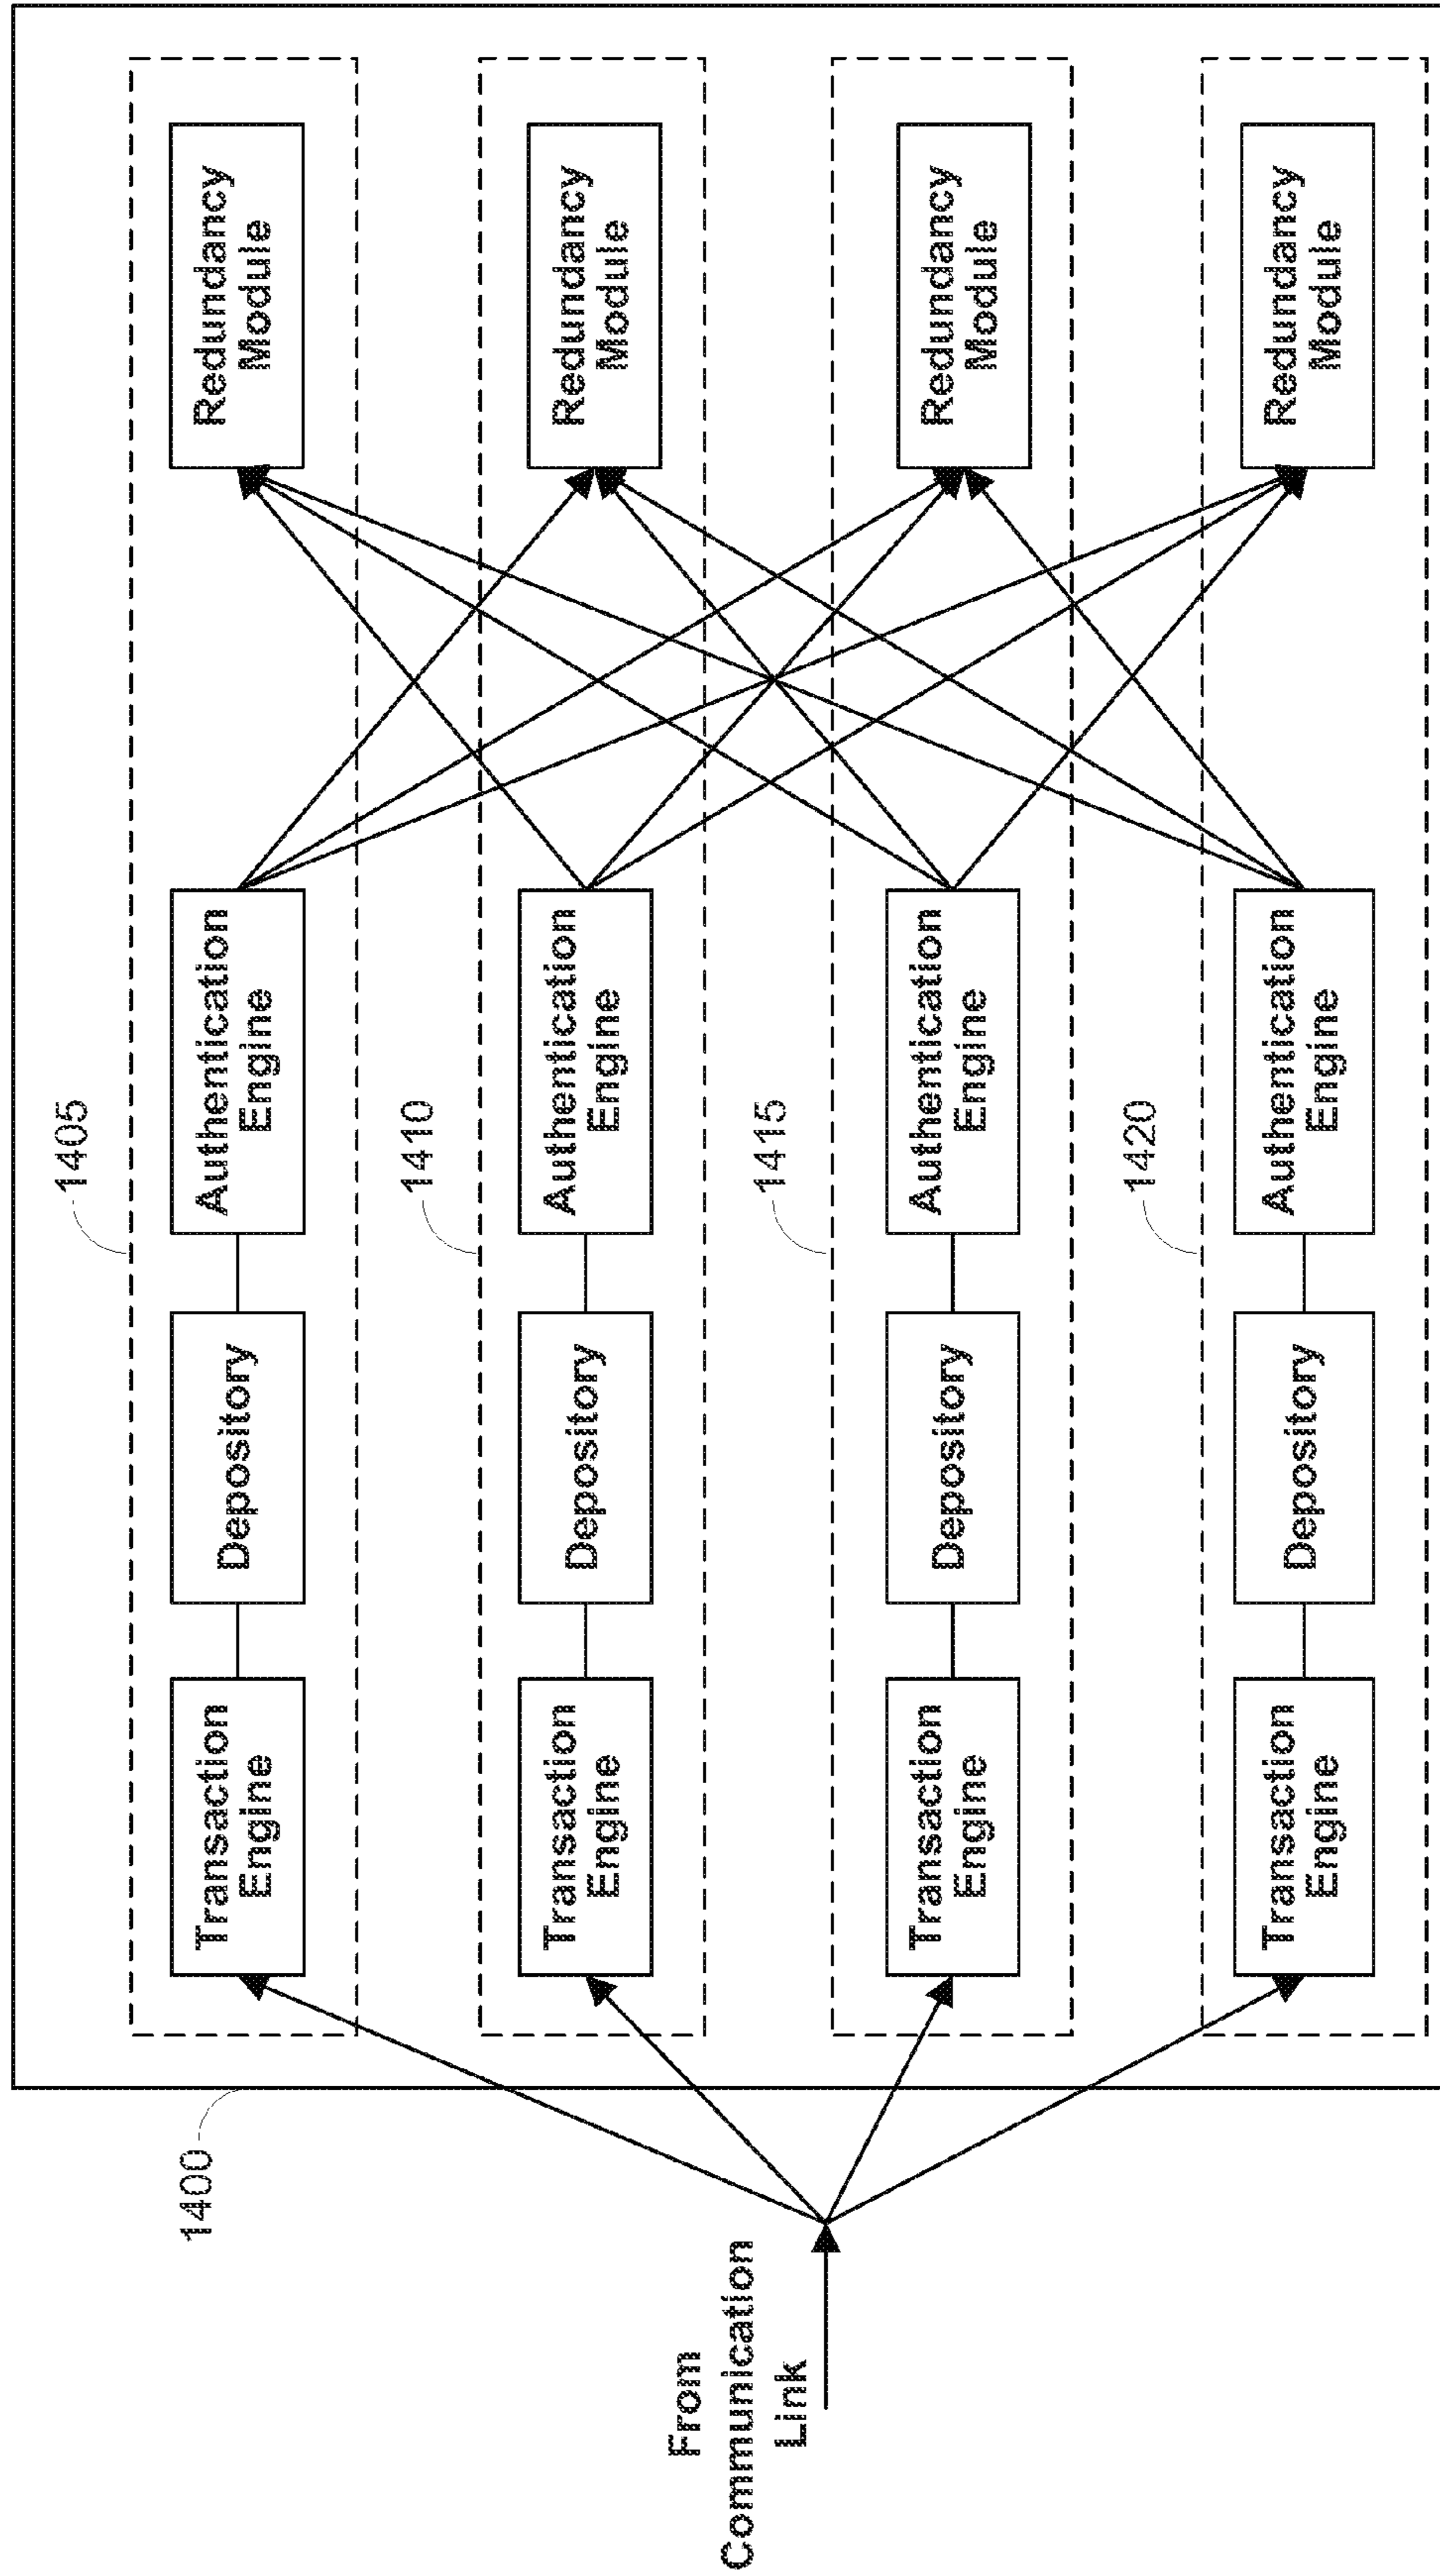 1400
From
Communication
Link
1405
Transaction
Engine
Depository
Authentication
Engine
Redundancy
Module
1410
Transaction
Engine
Depository
Authentication
Engine
Redundancy
Module
1415
Transaction
Engine
Depository
Authentication
Engine
Redundancy
Module
1420
Transaction
Engine
Depository
Authentication
Engine
Redundancy
Module